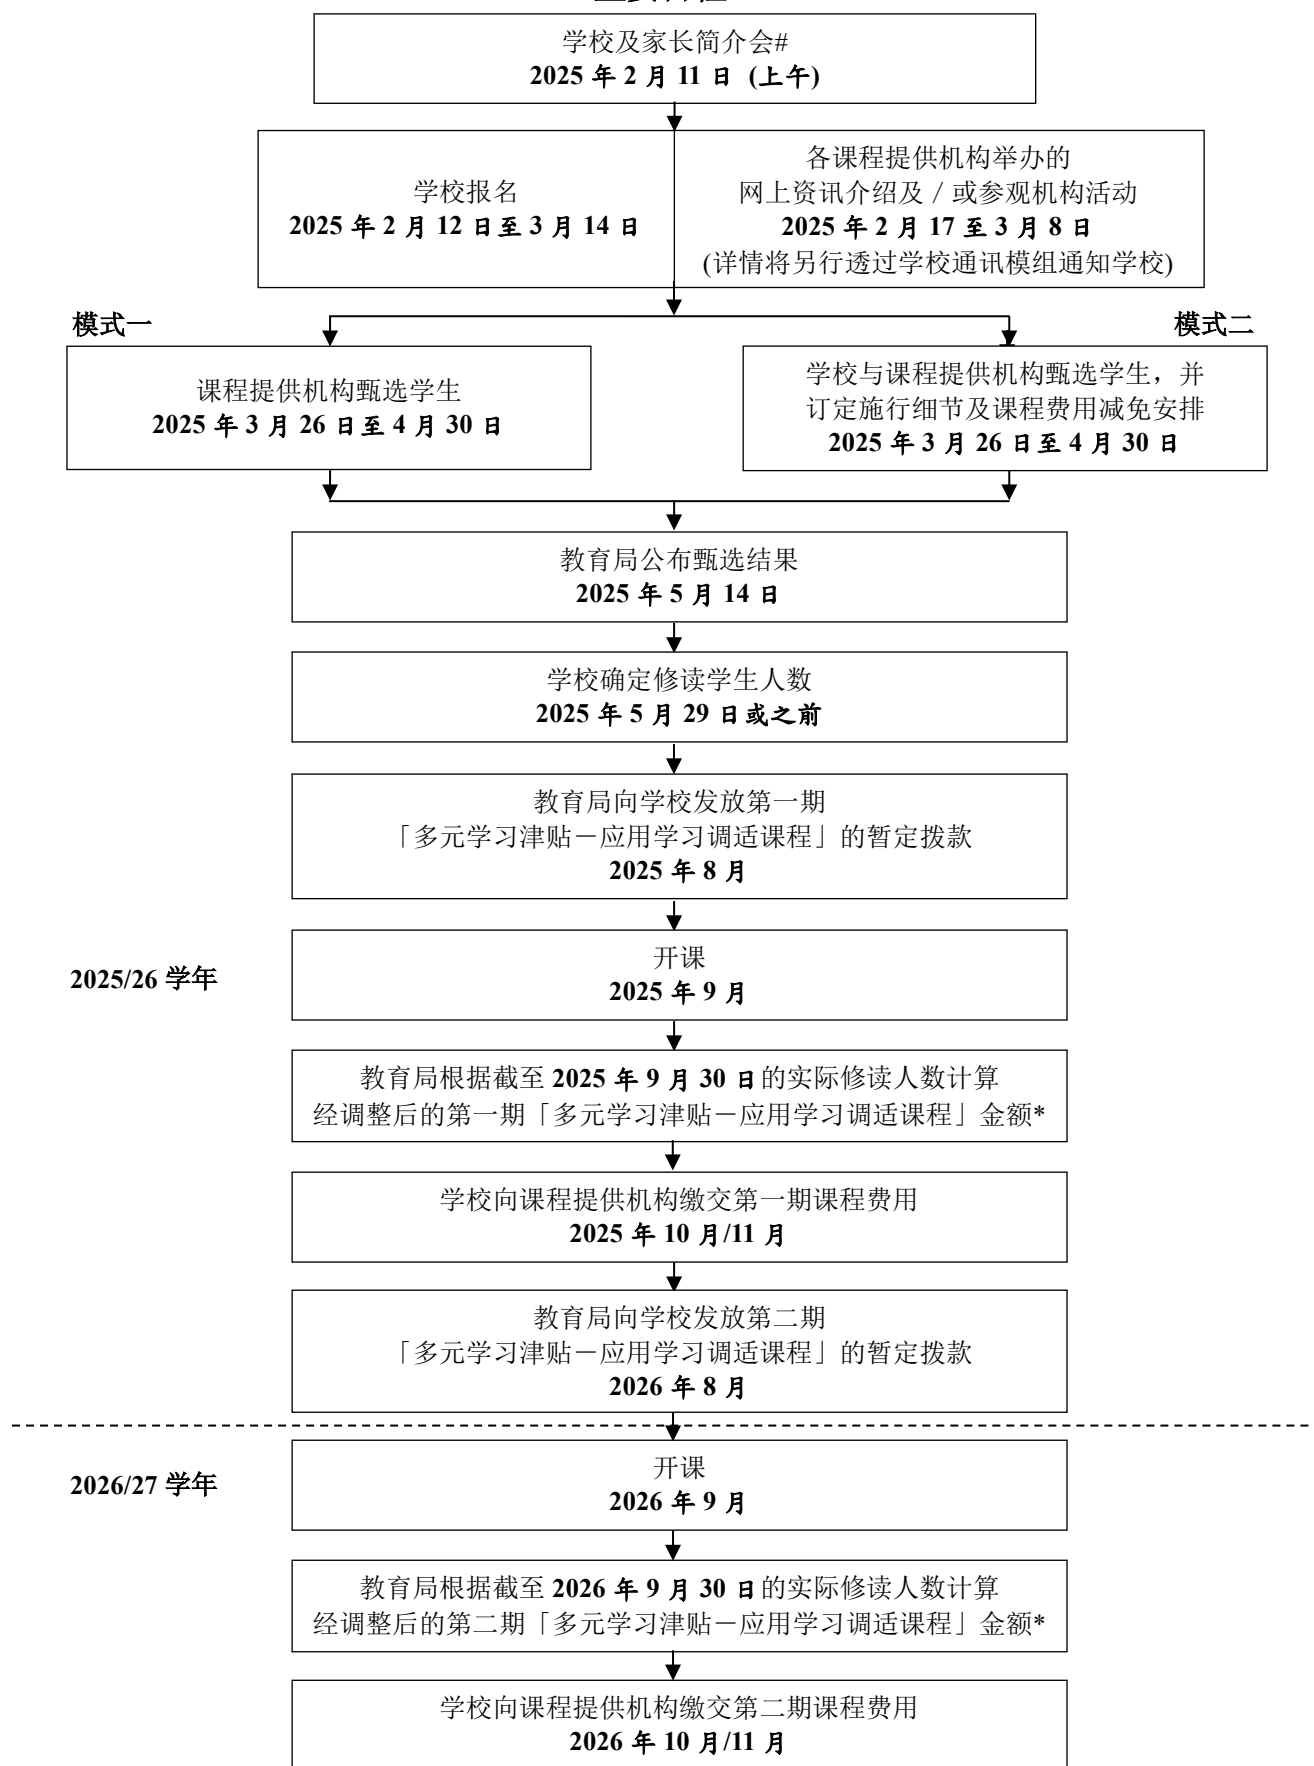 学校及家长简介会#
2025 年 2 月 11 日 (上午)
学校报名
2025 年 2 月 12 日至 3 月 14 日
各课程提供机构举办的
网上资讯介绍及／或参观机构活动
2025 年 2 月 17 至 3 月 8 日
(详情将另行透过学校通讯模组通知学校)
模式一
模式二
课程提供机构甄选学生
2025 年 3 月 26 日至 4 月 30 日
学校与课程提供机构甄选学生，并
订定施行细节及课程费用减免安排
2025 年 3 月 26 日至 4 月 30 日
教育局公布甄选结果
2025 年 5 月 14 日
学校确定修读学生人数
2025 年 5 月 29 日或之前
教育局向学校发放第一期
「多元学习津贴－应用学习调适课程」的暂定拨款
2025 年 8 月
2025/26 学年
开课
2025 年 9 月
教育局根据截至 2025 年 9 月 30 日的实际修读人数计算
经调整后的第一期「多元学习津贴－应用学习调适课程」金额*
学校向课程提供机构缴交第一期课程费用
2025 年 10 月/11 月
教育局向学校发放第二期
「多元学习津贴－应用学习调适课程」的暂定拨款
2026 年 8 月
2026/27 学年
开课
2026 年 9 月
教育局根据截至 2026 年 9 月 30 日的实际修读人数计算
经调整后的第二期「多元学习津贴－应用学习调适课程」金额*
学校向课程提供机构缴交第二期课程费用
2026 年 10 月/11 月